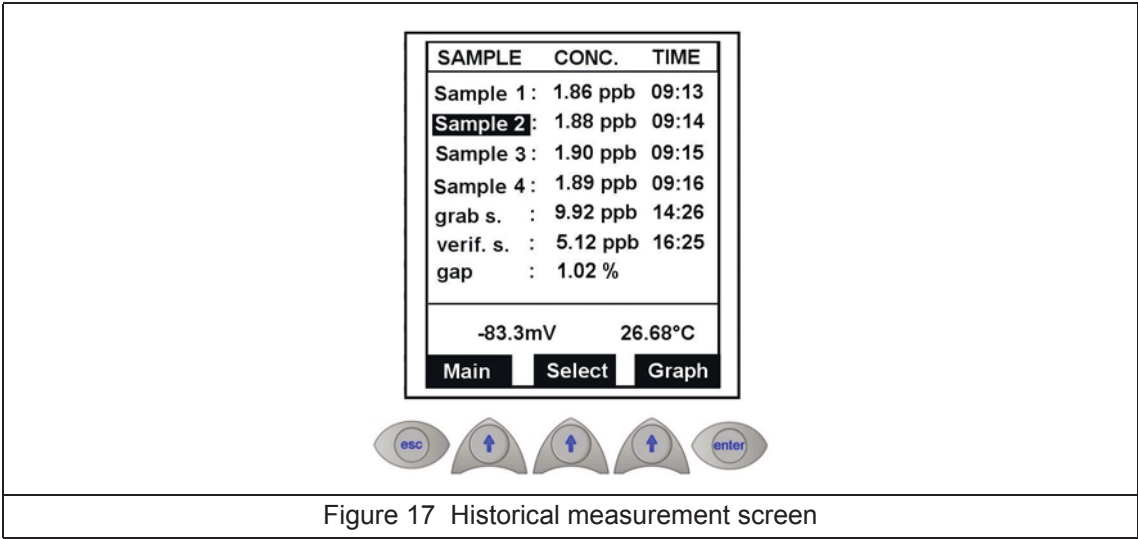 SAMPLE CONC. TIME
Sample 1 : 1.86 ppb 09:13
Sample 2 : 1.88 ppb 09:14
Sample 3 : 1.90 ppb 09:15
Sample 4 : 1.89 ppb 09:16
grab s. : 9.92 ppb 14:26
verif. s. : 5.12 ppb 16:25
gap : 1.02 %
-83.3mV 26.68°C
Main Select Graph
esc enter
Figure 17 Historical measurement screen